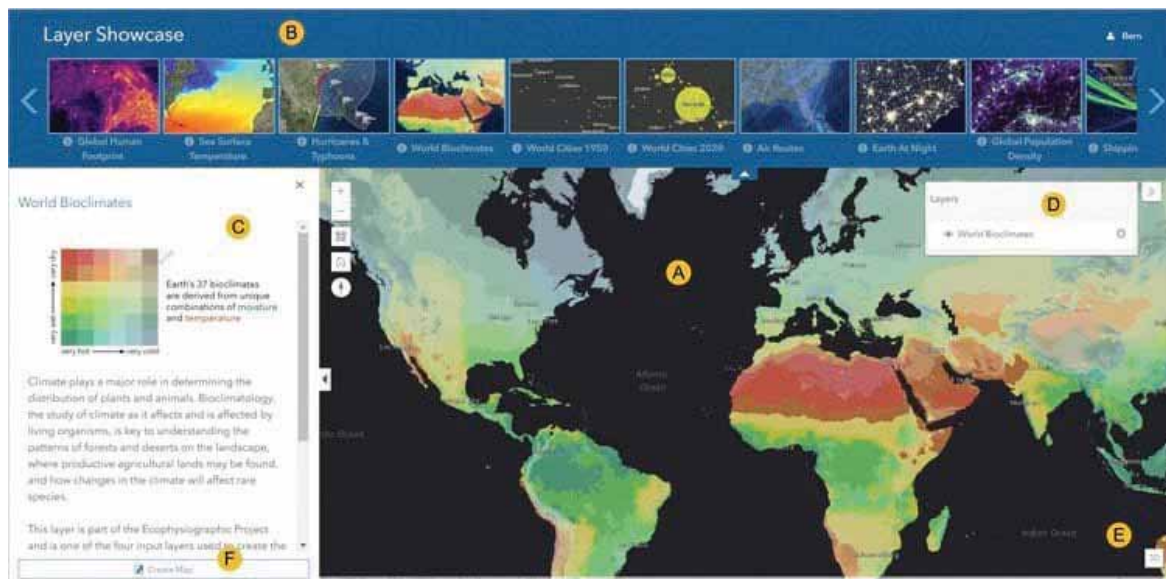 Layer Showcase
B
Bern
Global Human
Footprint
Sea Surface
Temperature
Hurricanes &
Typhoons
World Bioclimates
World Cities 1950
World Cities 2020
Air Routes
Earth At Night
Global Population
Density
Shippin
World Bioclimates
C
very dry
very wet
very hot
very cold
Earth's 37 bioclimates
are derived from unique
combinations of moisture
and temperature
Climate plays a major role in determining the
distribution of plants and animals. Bioclimatology,
the study of climate as it affects and is affected by
living organisms, is key to understanding the
patterns of forests and deserts on the landscape,
where productive agricultural lands may be found,
and how changes in the climate will affect rare
species.
This layer is part of the Ecophysiographic Project
and is one of the four input layers used to create the
F
Create Map
A
Atlantic
Ocean
Indian Ocean
Layers
D
World Bioclimates
E
3D